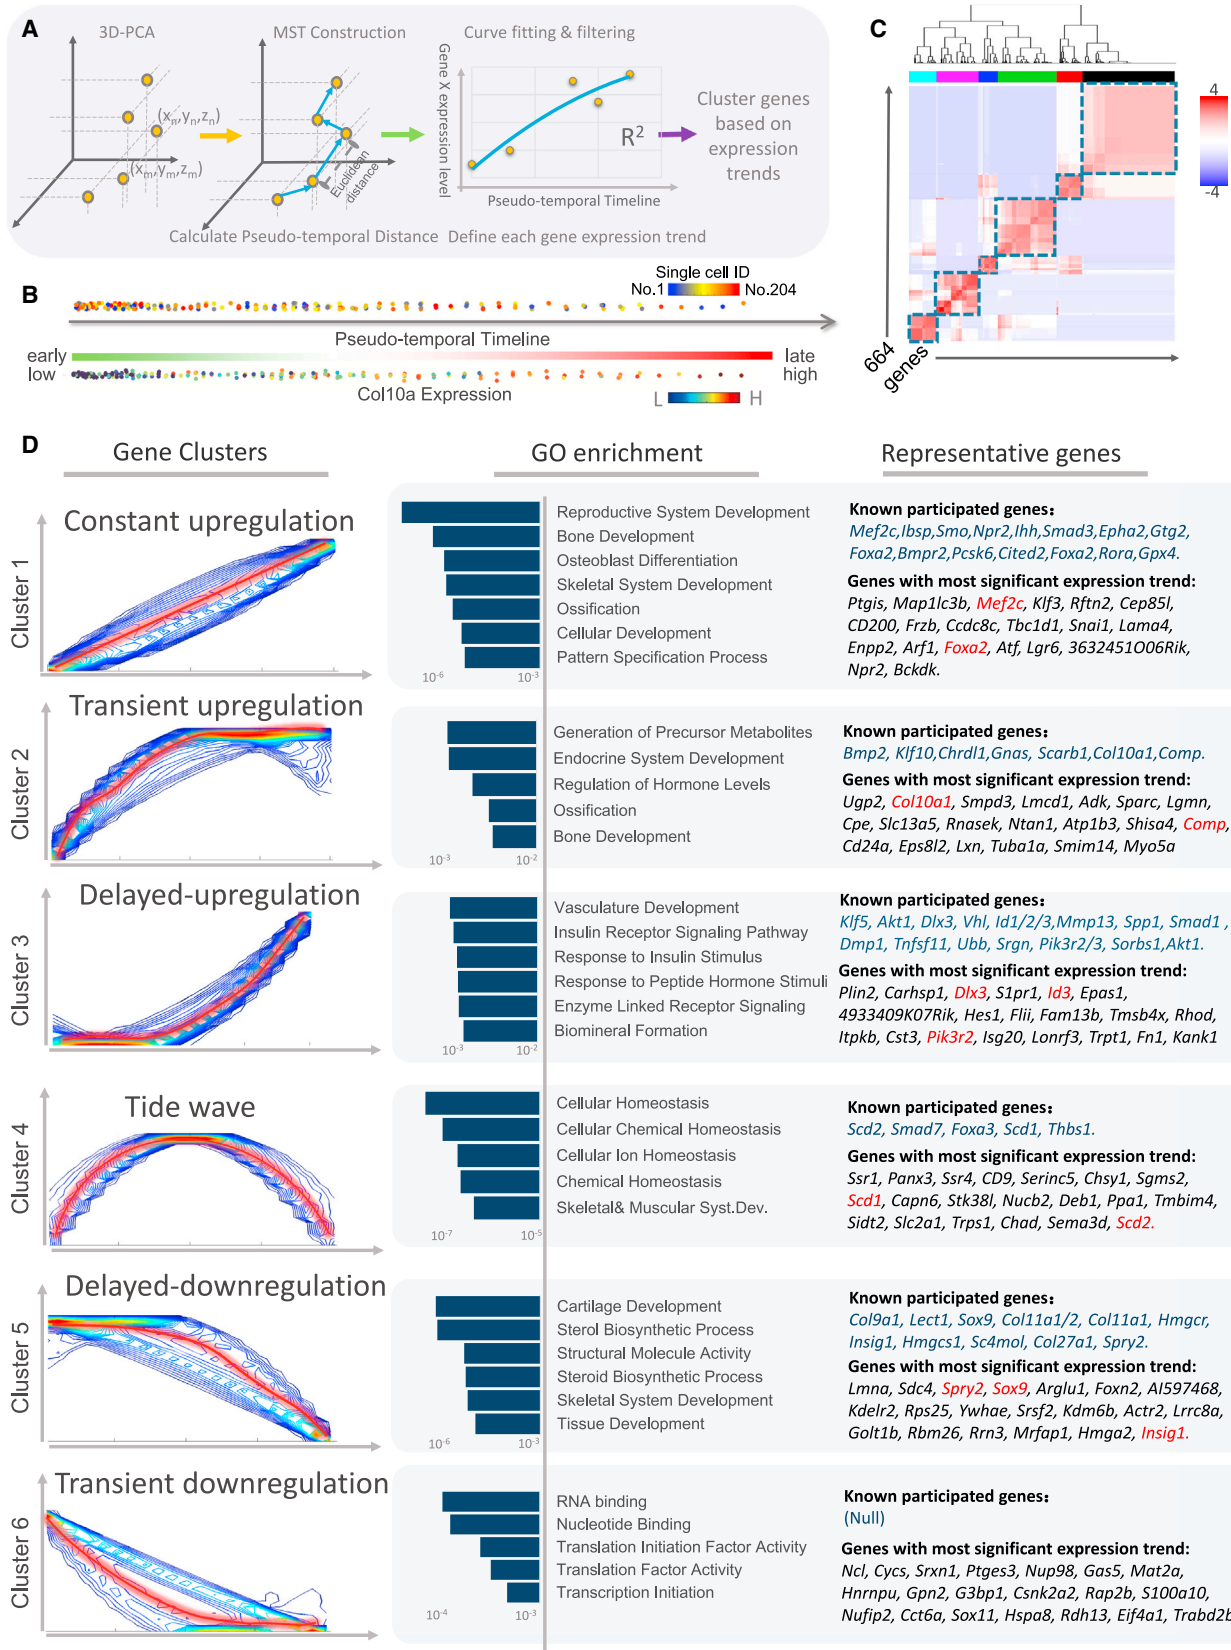 A
3D-PCA
MST Construction
Curve fitting & filtering
(xn,yn,zn)
(xm,ym,zm)
Euclidean
distance
Gene X expression level
R2
Pseudo-temporal Timeline
Cluster genes
based on
expression
trends
Calculate Pseudo-temporal Distance
Define each gene expression trend
B
Single cell ID
No.1
No.204
Pseudo-temporal Timeline
early
late
low
high
Col10a Expression
L
H
C
4
-4
664
genes
D
Gene Clusters
GO enrichment
Representative genes
Cluster 1
Constant upregulation
Reproductive System Development
Bone Development
Osteoblast Differentiation
Skeletal System Development
Ossification
Cellular Development
Pattern Specification Process
10-6
10-3
Known participated genes:
Mef2c,Ibsp,Smo,Npr2,Ihh,Smad3,Epha2,Gtg2,
Foxa2,Bmpr2,Pcsk6,Cited2,Foxa2,Rora,Gpx4.
Genes with most significant expression trend:
Ptgis, Map1lc3b, Mef2c, Klf3, Rftn2, Cep85l,
CD200, Frzb, Ccdc8c, Tbc1d1, Snai1, Lama4,
Enpp2, Arf1, Foxa2, Atf, Lgr6, 3632451O06Rik,
Npr2, Bckdk.
Cluster 2
Transient upregulation
Generation of Precursor Metabolites
Endocrine System Development
Regulation of Hormone Levels
Ossification
Bone Development
10-3
10-2
Known participated genes:
Bmp2, Klf10,Chrdl1,Gnas, Scarb1,Col10a1,Comp.
Genes with most significant expression trend:
Ugp2, Col10a1, Smpd3, Lmcd1, Adk, Sparc, Lgmn,
Cpe, Slc13a5, Rnasek, Ntan1, Atp1b3, Shisa4, Comp,
Cd24a, Eps8l2, Lxn, Tuba1a, Smim14, Myo5a
Cluster 3
Delayed-upregulation
Vasculature Development
Insulin Receptor Signaling Pathway
Response to Insulin Stimulus
Response to Peptide Hormone Stimuli
Enzyme Linked Receptor Signaling
Biomineral Formation
10-3
10-2
Known participated genes:
Klf5, Akt1, Dlx3, Vhl, Id1/2/3,Mmp13, Spp1, Smad1 ,
Dmp1, Tnfsf11, Ubb, Srgn, Pik3r2/3, Sorbs1,Akt1.
Genes with most significant expression trend:
Plin2, Carhsp1, Dlx3, S1pr1, Id3, Epas1,
4933409K07Rik, Hes1, Flii, Fam13b, Tmsb4x, Rhod,
Itpkb, Cst3, Pik3r2, Isg20, Lonrf3, Trpt1, Fn1, Kank1
Cluster 4
Tide wave
Cellular Homeostasis
Cellular Chemical Homeostasis
Cellular Ion Homeostasis
Chemical Homeostasis
Skeletal& Muscular Syst.Dev.
10-7
10-5
Known participated genes:
Scd2, Smad7, Foxa3, Scd1, Thbs1.
Genes with most significant expression trend:
Ssr1, Panx3, Ssr4, CD9, Serinc5, Chsy1, Sgms2,
Scd1, Capn6, Stk38l, Nucb2, Deb1, Ppa1, Tmbim4,
Sidt2, Slc2a1, Trps1, Chad, Sema3d, Scd2.
Cluster 5
Delayed-downregulation
Cartilage Development
Sterol Biosynthetic Process
Structural Molecule Activity
Steroid Biosynthetic Process
Skeletal System Development
Tissue Development
10-6
10-3
Known participated genes:
Col9a1, Lect1, Sox9, Col11a1/2, Col11a1, Hmgcr,
Insig1, Hmgcs1, Sc4mol, Col27a1, Spry2.
Genes with most significant expression trend:
Lmna, Sdc4, Spry2, Sox9, Arglu1, Foxn2, AI597468,
Kdelr2, Rps25, Ywhae, Srsf2, Kdm6b, Actr2, Lrrc8a,
Golt1b, Rbm26, Rrn3, Mrfap1, Hmga2, Insig1.
Cluster 6
Transient downregulation
RNA binding
Nucleotide Binding
Translation Initiation Factor Activity
Translation Factor Activity
Transcription Initiation
10-4
10-3
Known participated genes:
(Null)
Genes with most significant expression trend:
Ncl, Cycs, Srxn1, Ptges3, Nup98, Gas5, Mat2a,
Hnrnpu, Gpn2, G3bp1, Csnk2a2, Rap2b, S100a10,
Nufip2, Cct6a, Sox11, Hspa8, Rdh13, Eif4a1, Trabd2b